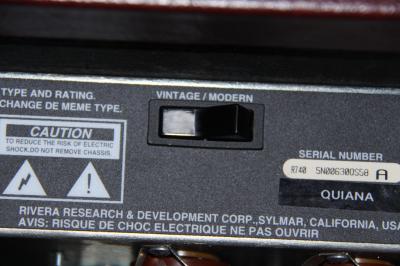 TYPE AND RATING.
CHANGE DE MEME TYPE.
VINTAGE / MODERN
CAUTION
TO REDUCE THE RISK OF ELECTRIC
SHOCK, DO NOT REMOVE CHASSIS
SERIAL NUMBER
R740 5N00630DS58 A
QUIANA
RIVERA RESEARCH & DEVELOPMENT CORP., SYLMAR, CALIFORNIA, USA
AVIS: RISQUE DE CHOC ELECTRIQUE NE PAS OUVRIR